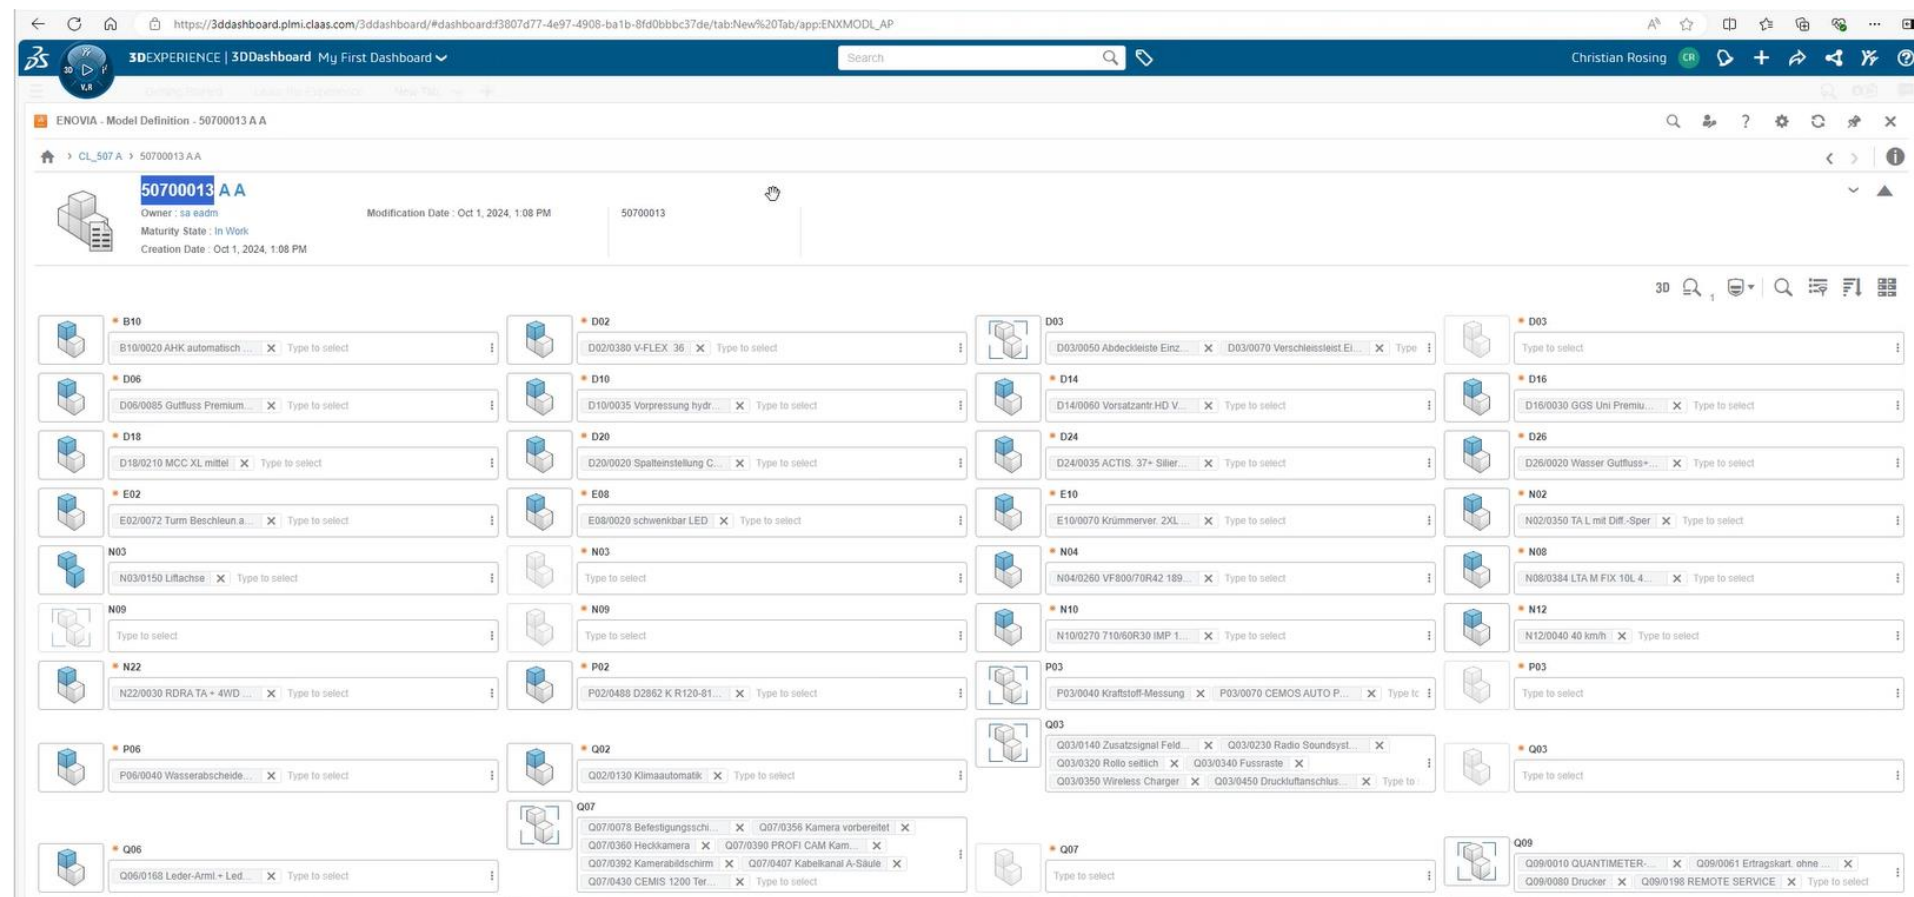 https://3ddashboard.plmi.claas.com/3ddashboard/#dashboard:f3807d77-4e97-4908-ba1b-8fd0bbbc37de/tab:New%20Tab/app:ENXMODL_AP
3DEXPERIENCE | 3DDashboard My First Dashboard
Search
Christian Rosing CR
3D
V.R
New Tab
ENOVIA - Model Definition - 50700013 A A
CL_507 A > 50700013 A A
50700013 A A
Owner : sa eadm
Modification Date : Oct 1, 2024, 1:08 PM
50700013
Maturity State : In Work
Creation Date : Oct 1, 2024, 1:08 PM
3D 1
* B10 * D02 D03 * D03
B10/0020 AHK automatisch ... X Type to select D02/0380 V-FLEX 36 X Type to select D03/0050 Abdeckleiste Einz... X D03/0070 Verschleissleist.Ei... X Type Type to select
* D06 * D10 * D14 * D16
D06/0085 Gutfluss Premium... X Type to select D10/0035 Vorpressung hydr... X Type to select D14/0060 Vorsatzantr.HD V... X Type to select D16/0030 GGS Uni Premiu... X Type to select
* D18 * D20 * D24 * D26
D18/0210 MCC XL mittel X Type to select D20/0020 Spalteinstellung C... X Type to select D24/0035 ACTIS. 37+ Silier... X Type to select D26/0020 Wasser Gutfluss+... X Type to select
* E02 * E08 * E10 * N02
E02/0072 Turm Beschleun.a... X Type to select E08/0020 schwenkbar LED X Type to select E10/0070 Krümmerver. 2XL ... X Type to select N02/0350 TA L mit Diff.-Sper X Type to select
N03 * N03 * N04 * N08
N03/0150 Liftachse X Type to select Type to select N04/0260 VF800/70R42 189... X Type to select N08/0384 LTA M FIX 10L 4... X Type to select
N09 * N09 * N10 * N12
Type to select Type to select N10/0270 710/60R30 IMP 1... X Type to select N12/0040 40 km/h X Type to select
* N22 * P02 P03 * P03
N22/0030 RDRA TA + 4WD ... X Type to select P02/0488 D2862 K R120-81... X Type to select P03/0040 Kraftstoff-Messung X P03/0070 CEMOS AUTO P... X Type tc Type to select
Q03
* P06 * Q02 Q03/0140 Zusatzsignal Feld... X Q03/0230 Radio Soundsyst... X * Q03
Q03/0320 Rollo seitlich X Q03/0340 Fussraste X
P06/0040 Wasserabscheide... X Type to select Q02/0130 Klimaautomatik X Type to select Q03/0350 Wireless Charger X Q03/0450 Druckluftanschlus... X Type to Type to select
Q07
Q07/0078 Befestigungsschi... X Q07/0356 Kamera vorbereitet X
* Q06 Q07/0360 Heckkamera X Q07/0390 PROFI CAM Kam... X * Q07 Q09
Q07/0392 Kamerabildschirm X Q07/0407 Kabelkanal A-Säule X Q09/0010 QUANTIMETER-... X Q09/0061 Ertragskart. ohne ... X
Q06/0168 Leder-Arml.+ Led... X Type to select Q07/0430 CEMIS 1200 Ter... X Type to select Type to select Q09/0080 Drucker X Q09/0198 REMOTE SERVICE X Type to select